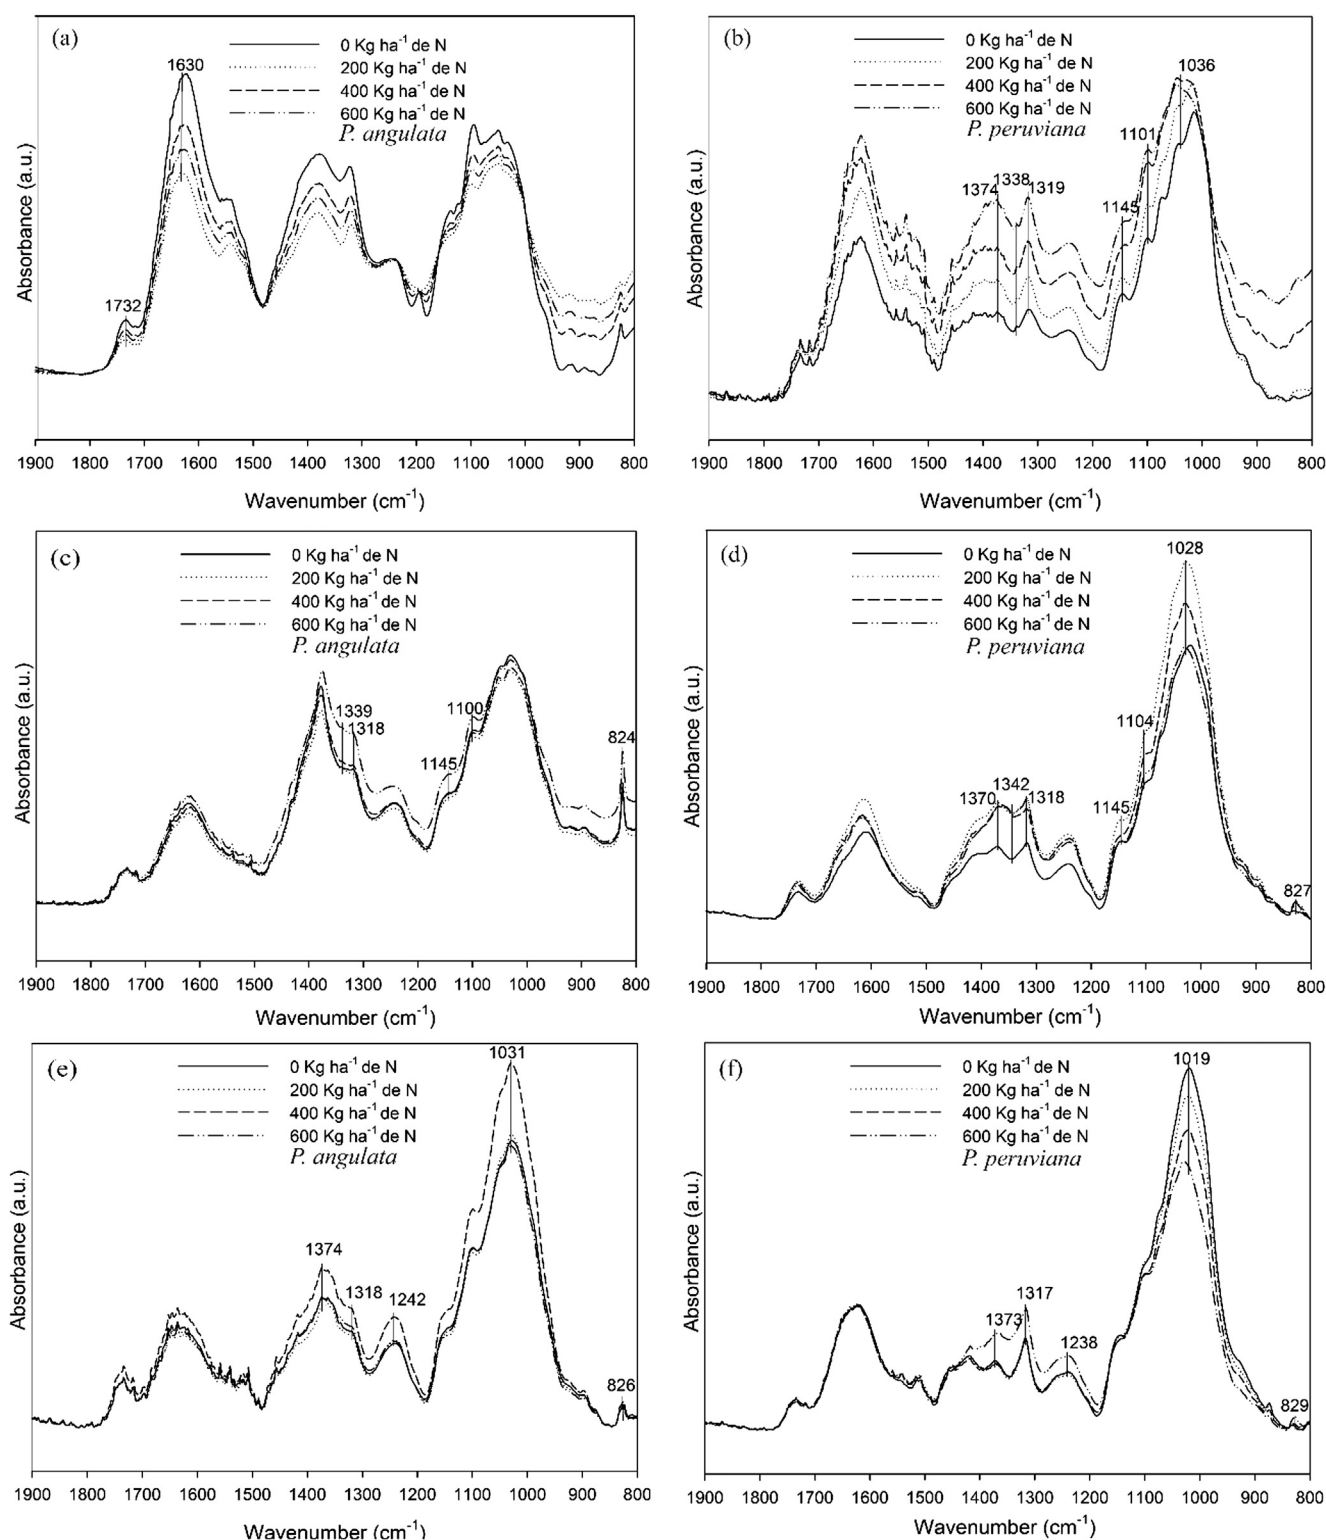 (a)
0 Kg ha⁻¹ de N
200 Kg ha⁻¹ de N
400 Kg ha⁻¹ de N
600 Kg ha⁻¹ de N
P. angulata
1630
1732
Absorbance (a.u.)
1900 1800 1700 1600 1500 1400 1300 1200 1100 1000 900 800
Wavenumber (cm⁻¹)
(b)
0 Kg ha⁻¹ de N
200 Kg ha⁻¹ de N
400 Kg ha⁻¹ de N
600 Kg ha⁻¹ de N
P. peruviana
1036
1101
1374 1338 1319
1145
Absorbance (a.u.)
1900 1800 1700 1600 1500 1400 1300 1200 1100 1000 900 800
Wavenumber (cm⁻¹)
(c)
0 Kg ha⁻¹ de N
200 Kg ha⁻¹ de N
400 Kg ha⁻¹ de N
600 Kg ha⁻¹ de N
P. angulata
1339
1318
1100
1145
824
Absorbance (a.u.)
1900 1800 1700 1600 1500 1400 1300 1200 1100 1000 900 800
Wavenumber (cm⁻¹)
(d)
0 Kg ha⁻¹ de N
200 Kg ha⁻¹ de N
400 Kg ha⁻¹ de N
600 Kg ha⁻¹ de N
P. peruviana
1028
1104
1370 1342 1318
1145
827
Absorbance (a.u.)
1900 1800 1700 1600 1500 1400 1300 1200 1100 1000 900 800
Wavenumber (cm⁻¹)
(e)
0 Kg ha⁻¹ de N
200 Kg ha⁻¹ de N
400 Kg ha⁻¹ de N
600 Kg ha⁻¹ de N
P. angulata
1031
1374
1318 1242
826
Absorbance (a.u.)
1900 1800 1700 1600 1500 1400 1300 1200 1100 1000 900 800
Wavenumber (cm⁻¹)
(f)
0 Kg ha⁻¹ de N
200 Kg ha⁻¹ de N
400 Kg ha⁻¹ de N
600 Kg ha⁻¹ de N
P. peruviana
1019
1317
1373
1238
829
Absorbance (a.u.)
1900 1800 1700 1600 1500 1400 1300 1200 1100 1000 900 800
Wavenumber (cm⁻¹)